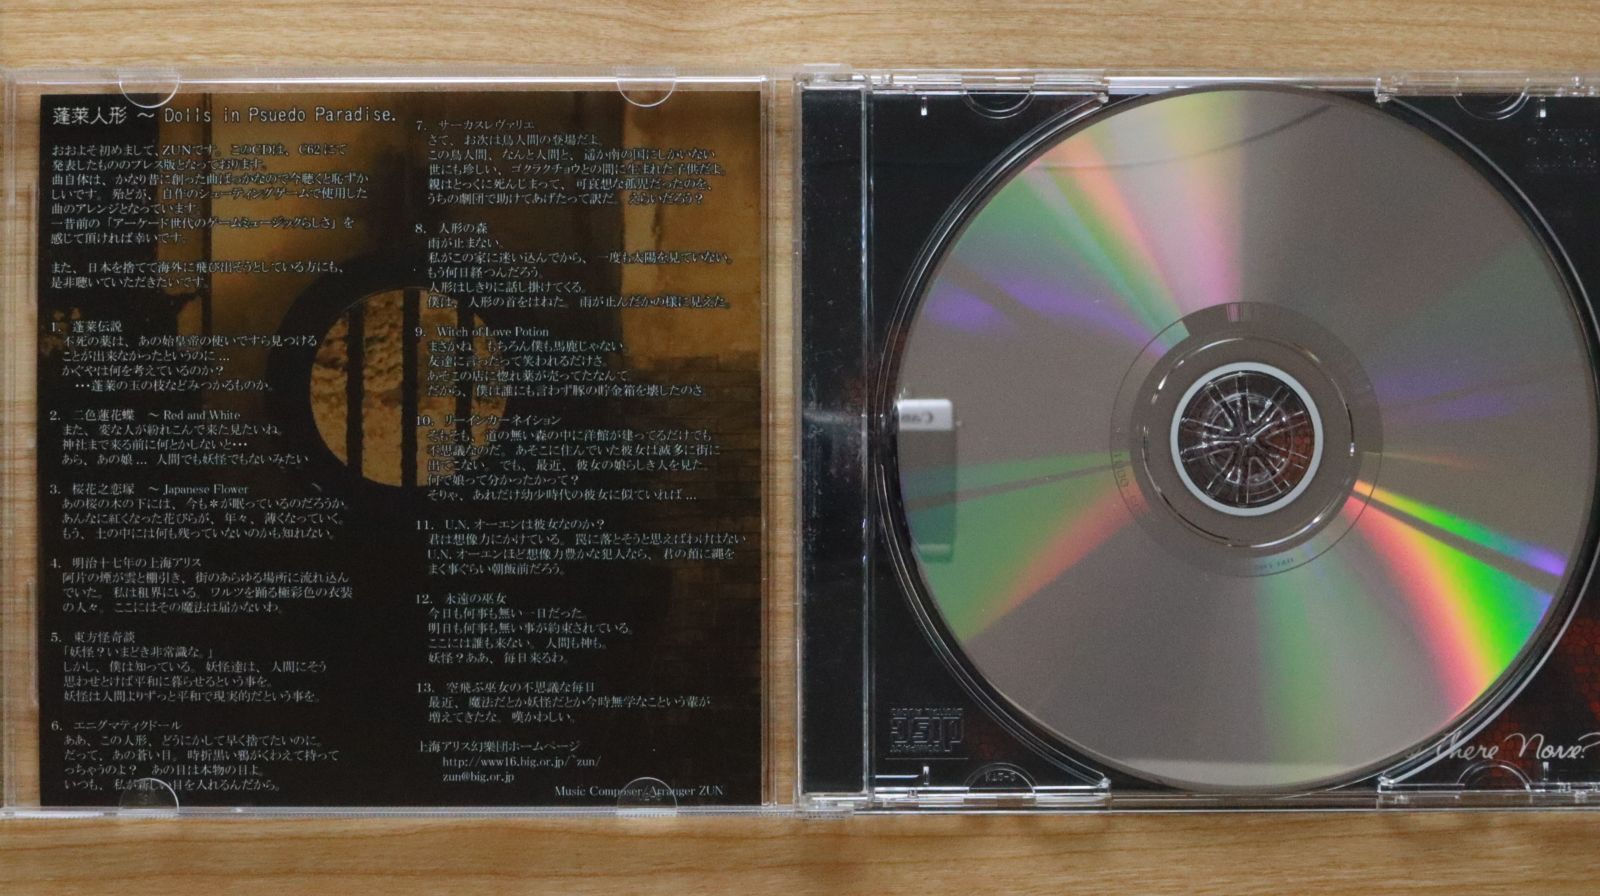 蓬莱人形 ～ Dolls in Psuedo Paradise.
おおよそ初めまして、ZUNです。このCDは、C62にて
発表したもののプレス版となっております。
曲自体は、かなり昔に創った曲ばっかなので今聴くと恥ずか
しいです。殆どが、自作のシューティングゲームで使用した
曲のアレンジとなっています。
一昔前の「アーケード世代のゲームミュージックらしさ」を
感じて頂ければ幸いです。
また、日本を捨てて海外に飛び出そうとしている方にも、
是非聴いていただきたいです。
1. 蓬莱伝説
不死の薬は、あの始皇帝の使いですら見つける
ことが出来なかったというのに...
かぐやは何を考えているのか？
・・・蓬莱の玉の枝などみつかるものか。
2. 二色蓮花蝶 ～ Red and White
また、変な人が紛れこんで来た見たいね。
神社まで来る前に何とかしないと・・・
あら、あの娘... 人間でも妖怪でもないみたい
3. 桜花之恋塚 ～ Japanese Flower
あの桜の木の下には、今も＊が眠っているのだろうか。
あんなに紅くなった花びらが、年々、薄くなっていく。
もう、土の中には何も残っていないのかも知れない。
4. 明治十七年の上海アリス
阿片の煙が雲と棚引き、街のあらゆる場所に流れ込ん
でいた。私は租界にいる。ワルツを踊る極彩色の衣装
の人々。ここにはその魔法は届かないわ。
5. 東方怪奇談
「妖怪？いまどき非常識な。」
しかし、僕は知っている。妖怪達は、人間にそう
思わせとけば平和に暮らせるという事を。
妖怪は人間よりずっと平和で現実的だという事を。
6. エニグマティクドール
ああ、この人形、どうにかして早く捨てたいのに。
だって、あの蒼い目。時折黒い鴉がくわえて持って
っちゃうのよ？ あの目は本物の目よ。
いつも、私が新しい目を入れるんだから。
7. サーカスレヴァリエ
さて、お次は鳥人間の登場だよ。
この鳥人間、なんと人間と、遥か南の国にしかいない
世にも珍しい、ゴクラクチョウとの間に生まれた子供だよ。
親はとっくに死んじまって、可哀想な孤児だったのを、
うちの劇団で助けてあげたって訳だ。えらいだろう？
8. 人形の森
雨が止まない。
私がこの家に迷い込んでから、一度も太陽を見ていない。
もう何日経つんだろう。
人形はしきりに話し掛けてくる。
僕は、人形の首をはねた。雨が止んだかの様に見えた。
9. Witch of Love Potion
まさかね。もちろん僕も馬鹿じゃない。
友達に言ったって笑われるだけさ。
あそこの店に惚れ薬が売ってたなんて。
だから、僕は誰にも言わず豚の貯金箱を壊したのさ。
10. リーインカーネイション
そもそも、道の無い森の中に洋館が建ってるだけでも
不思議なのだ。あそこに住んでいた彼女は滅多に街に
出てこない。でも、最近、彼女の娘らしき人を見た。
何で娘って分かったかって？
そりゃ、あれだけ幼少時代の彼女に似ていれば...
11. U.N.オーエンは彼女なのか？
君は想像力にかけている。罠に落とそうと思えばわけはない
U.N.オーエンほど想像力豊かな犯人なら、君の頚に縄を
まく事ぐらい朝飯前だろう。
12. 永遠の巫女
今日も何事も無い一日だった。
明日も何事も無い事が約束されている。
ここには誰も来ない。人間も神も。
妖怪？ああ、毎日来るわ。
13. 空飛ぶ巫女の不思議な毎日
最近、魔法だとか妖怪だとか今時無学なこという輩が
増えてきたな。嘆かわしい。
上海アリス幻樂団ホームページ
http://www16.big.or.jp/~zun/
zun@big.or.jp
Music Composer/Arranger ZUN
There Nowe?